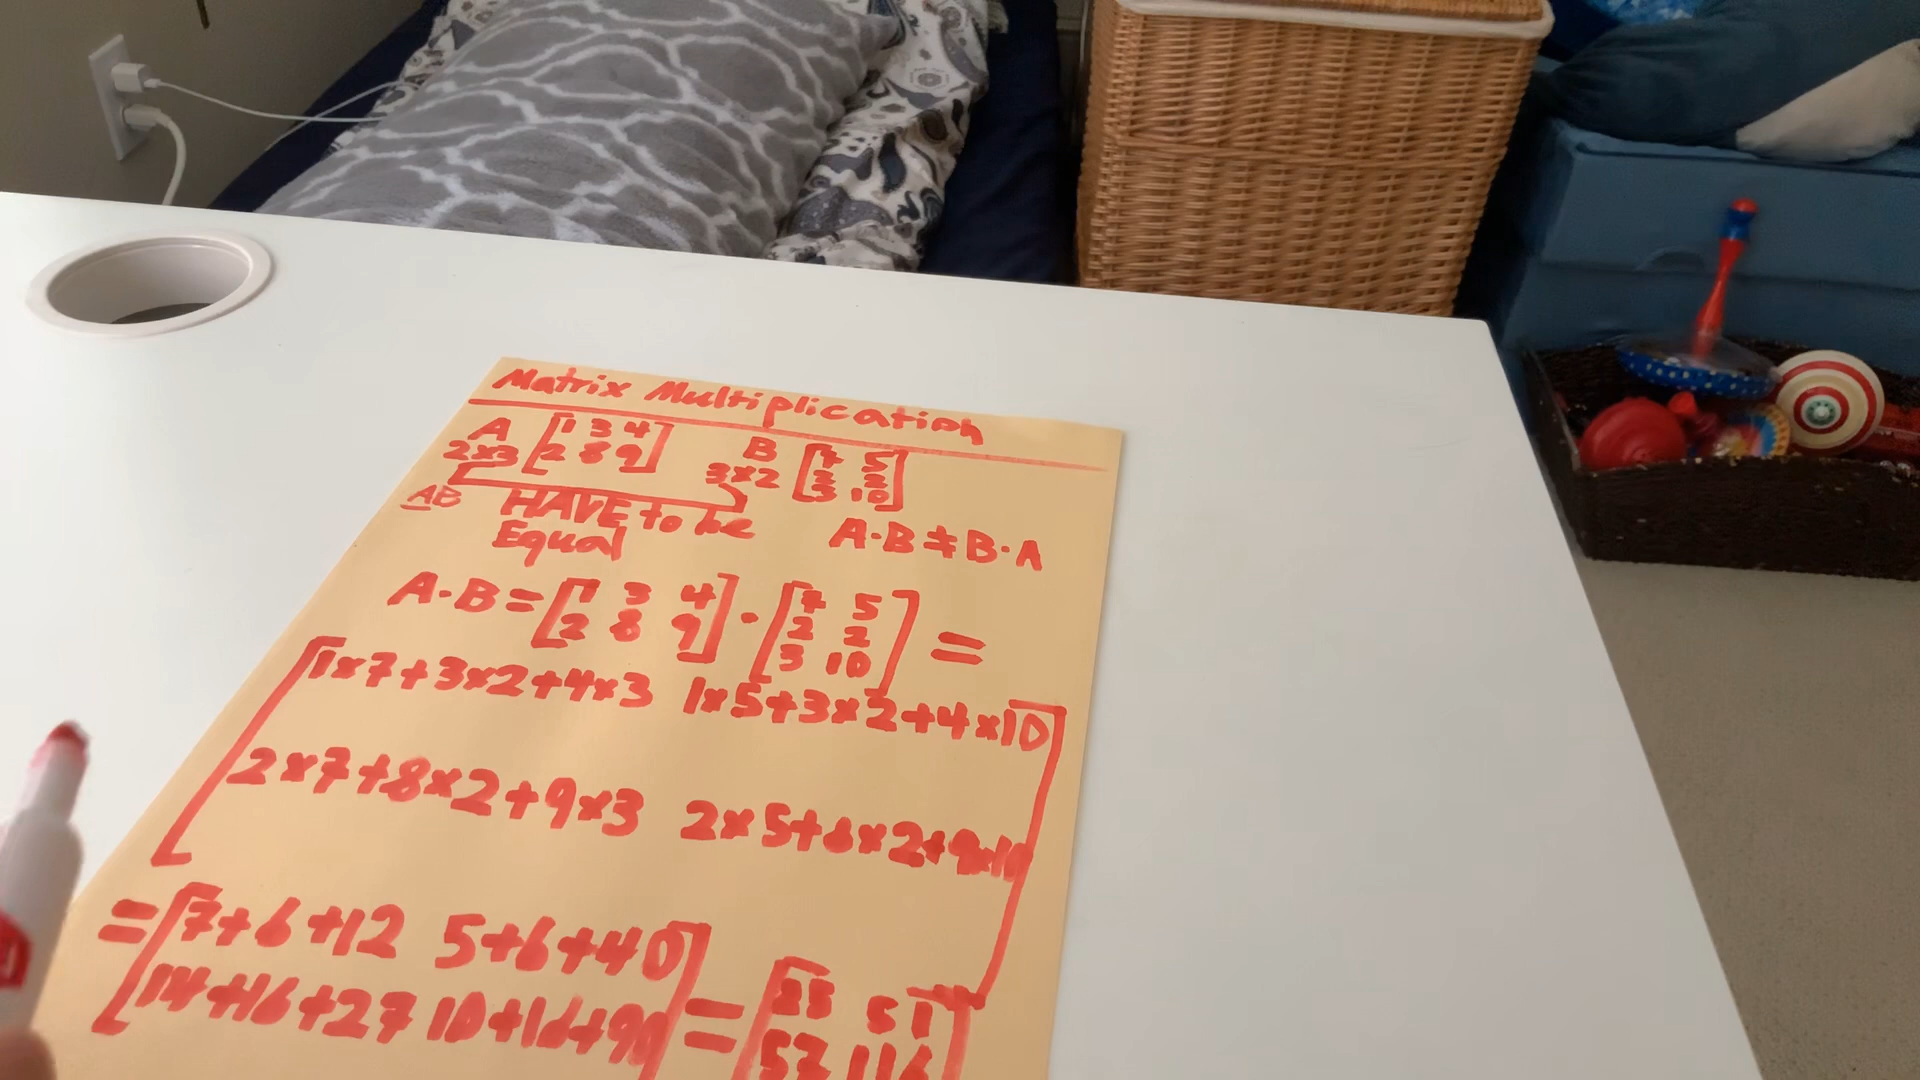 Matrix Multiplication
A [1 3 4
2x3 2 8 9]
B [7 5
3x2 2 2
3 10]
AB HAVE to be
Equal
A·B ≠ B·A
A·B = [1 3 4
2 8 9] · [7 5
2 2
3 10] =
[1x7+3x2+4x3 1x5+3x2+4x10
2x7+8x2+9x3 2x5+8x2+9x10]
= [7+6+12 5+6+40
14+16+27 10+16+90] = [25 51
57 116]